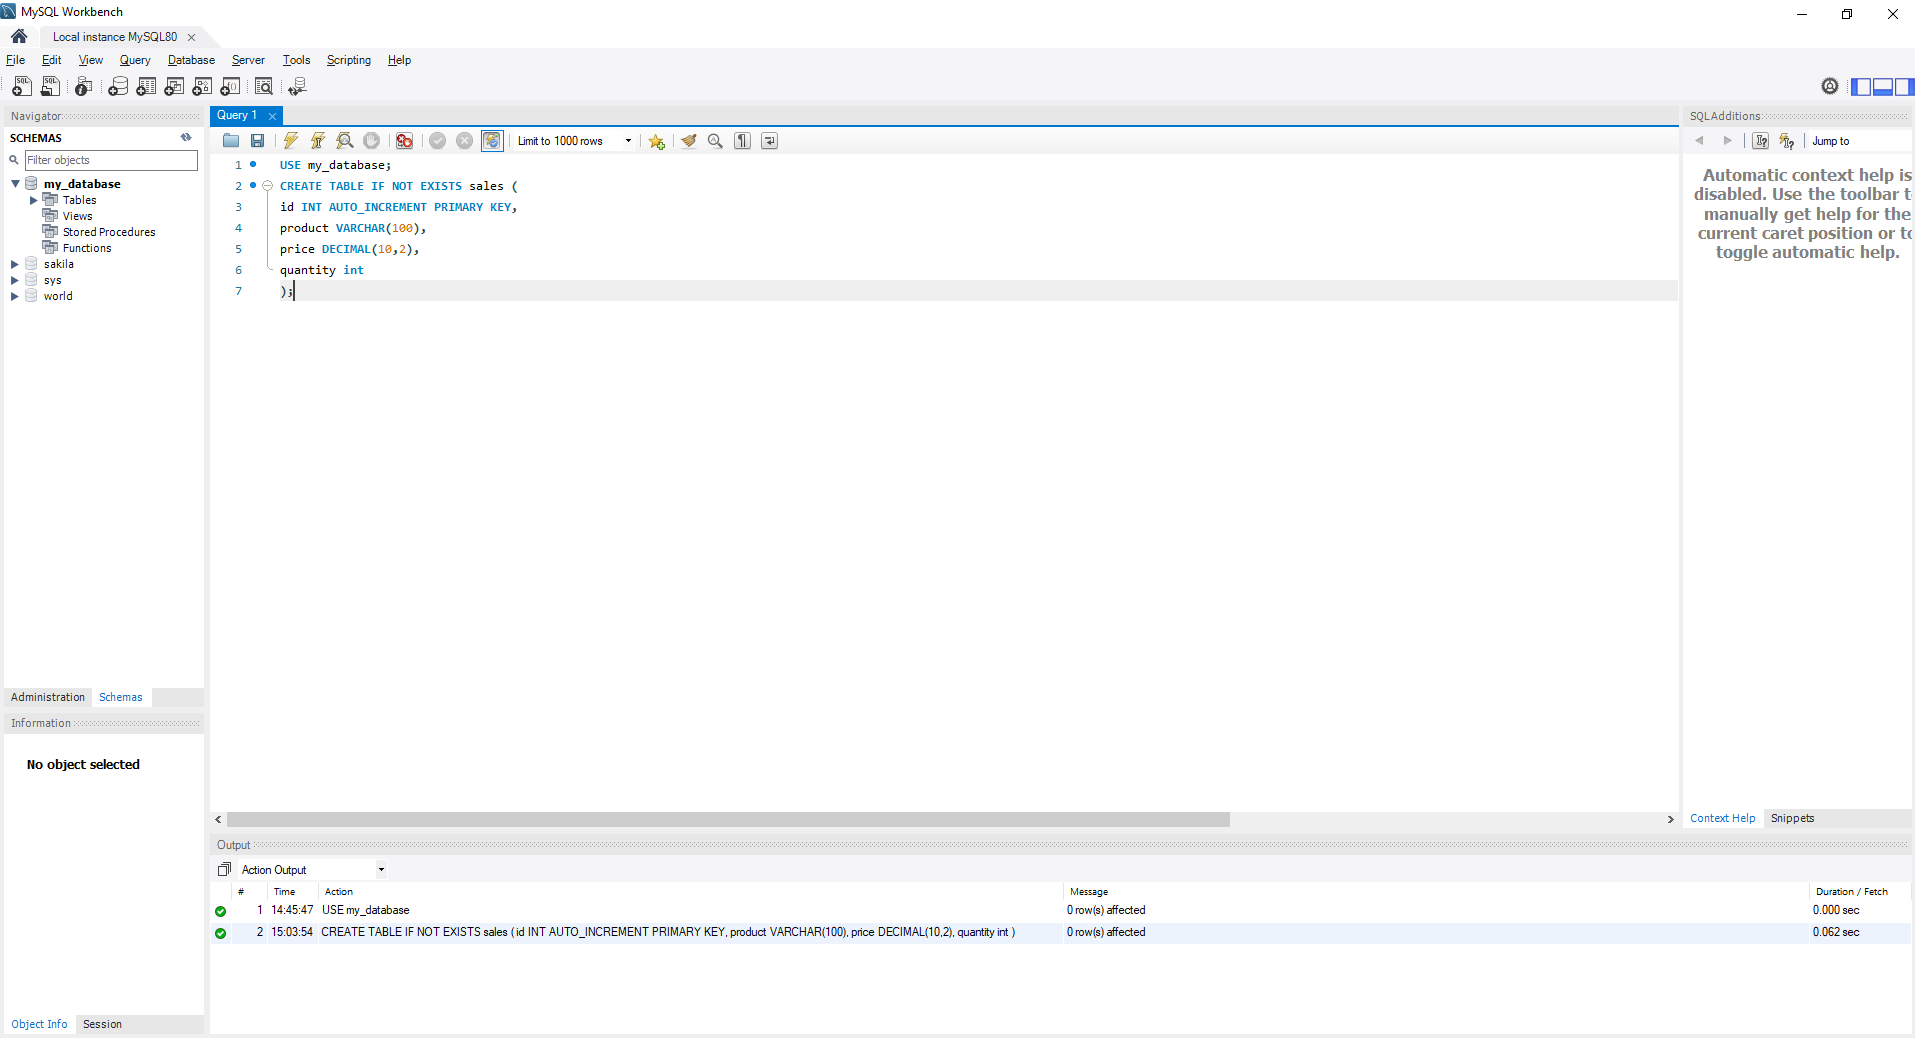 MySQL Workbench
Local instance MySQL80
File Edit View Query Database Server Tools Scripting Help
Navigator
SCHEMAS
Filter objects
my_database
Tables
Views
Stored Procedures
Functions
sakila
sys
world
Administration Schemas
Information
No object selected
Object Info Session
Query 1
Limit to 1000 rows
1 USE my_database;
2 CREATE TABLE IF NOT EXISTS sales (
3 id INT AUTO_INCREMENT PRIMARY KEY,
4 product VARCHAR(100),
5 price DECIMAL(10,2),
6 quantity int
7 );
SQLAdditions
Jump to
Automatic context help is
disabled. Use the toolbar t
manually get help for the
current caret position or to
toggle automatic help.
Context Help Snippets
Output
Action Output
# Time Action Message Duration / Fetch
1 14:45:47 USE my_database 0 row(s) affected 0.000 sec
2 15:03:54 CREATE TABLE IF NOT EXISTS sales ( id INT AUTO_INCREMENT PRIMARY KEY, product VARCHAR(100), price DECIMAL(10,2), quantity int ) 0 row(s) affected 0.062 sec